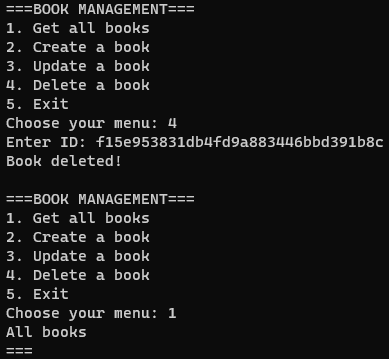 ===BOOK MANAGEMENT===
1. Get all books
2. Create a book
3. Update a book
4. Delete a book
5. Exit
Choose your menu: 4
Enter ID: f15e953831db4fd9a883446bbd391b8c
Book deleted!

===BOOK MANAGEMENT===
1. Get all books
2. Create a book
3. Update a book
4. Delete a book
5. Exit
Choose your menu: 1
All books
===